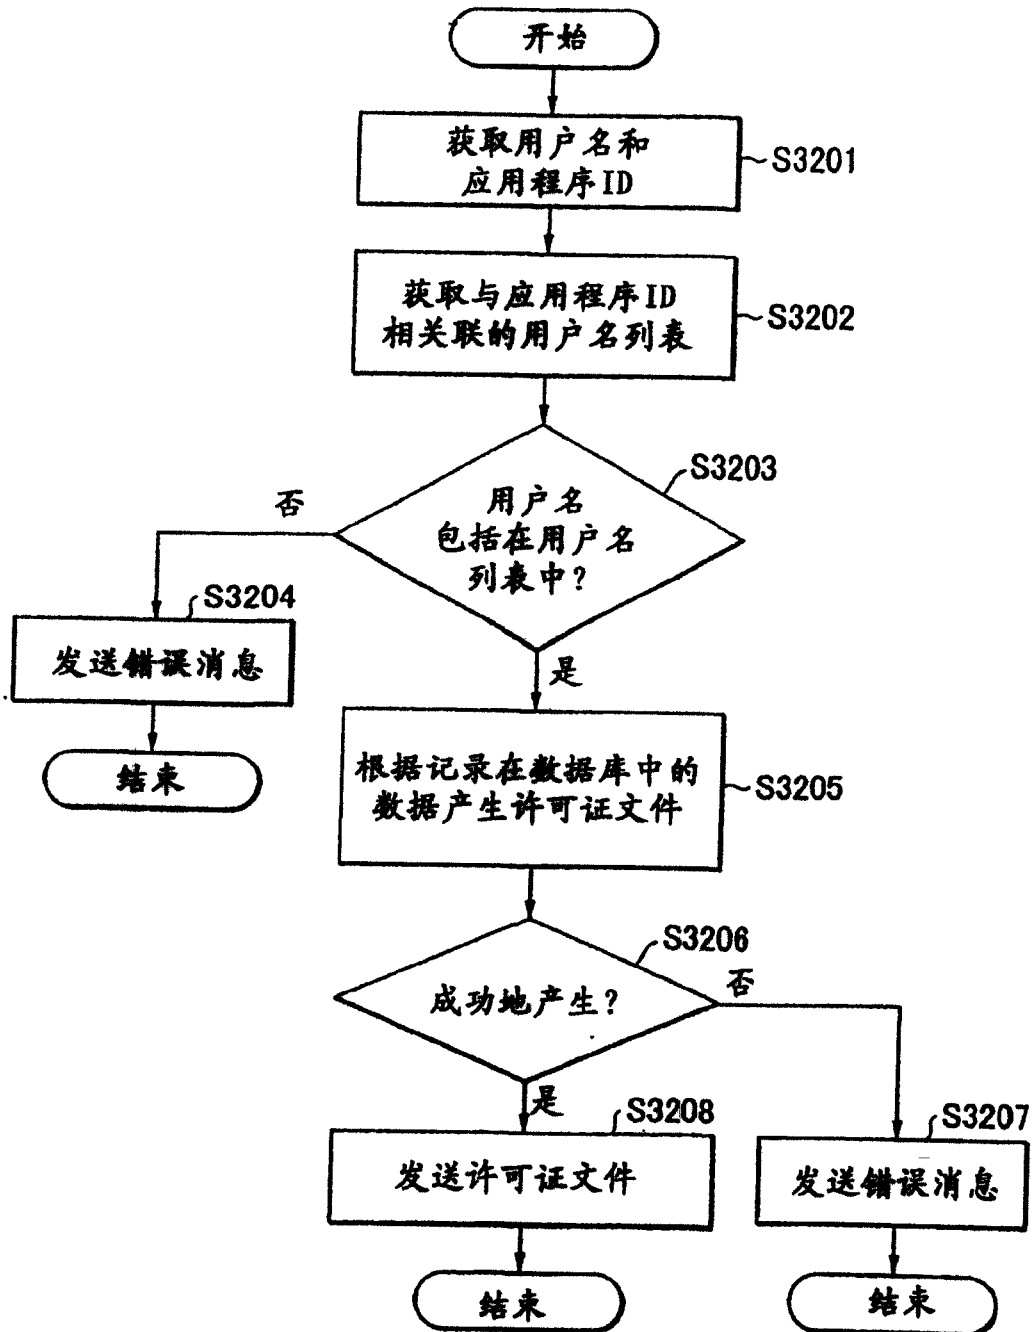 开始
获取用户名和
应用程序ID
S3201
获取与应用程序ID
相关联的用户名列表
S3202
用户名
包括在用户名
列表中?
S3203
否
S3204
发送错误消息
结束
是
根据记录在数据库中的
数据产生许可证文件
S3205
成功地产生?
S3206
否
是
S3208
发送许可证文件
结束
S3207
发送错误消息
结束